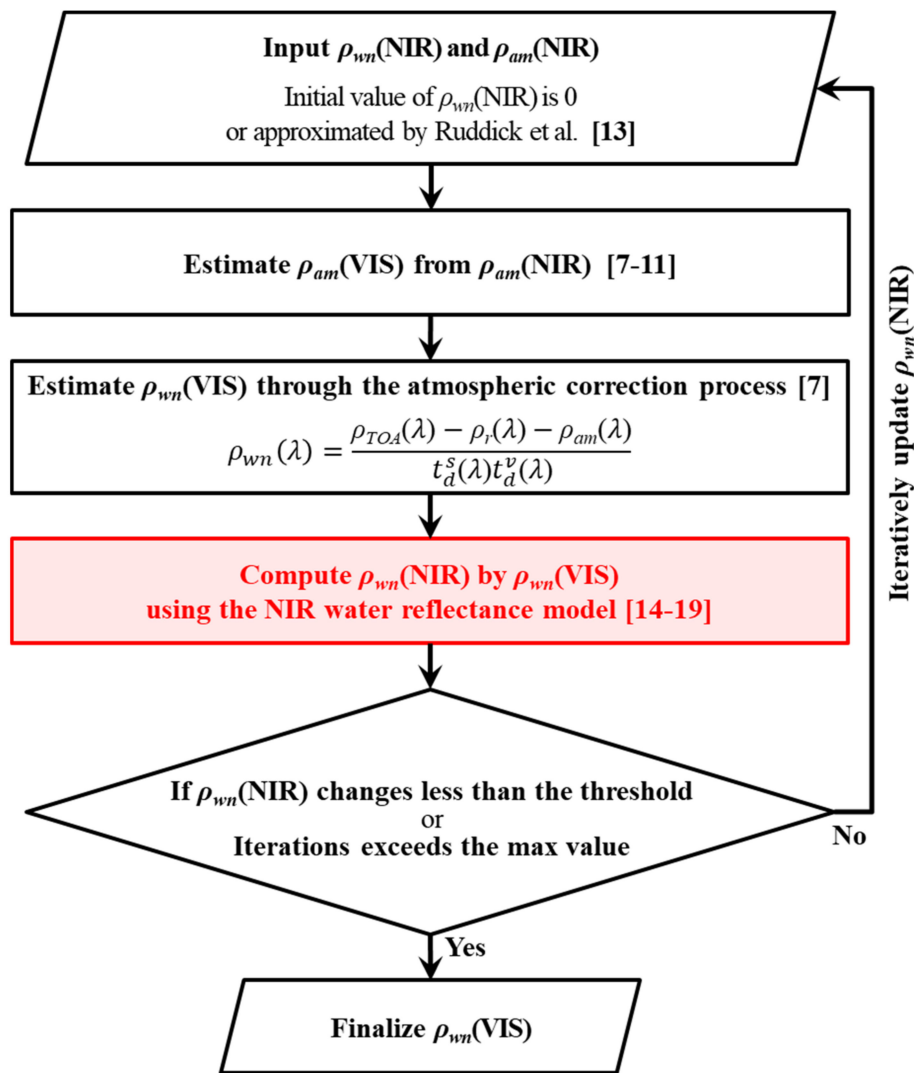 Input ρwn(NIR) and ρam(NIR)
Initial value of ρwn(NIR) is 0
or approximated by Ruddick et al. [13]
Estimate ρam(VIS) from ρam(NIR) [7-11]
Estimate ρwn(VIS) through the atmospheric correction process [7]
ρwn(λ) = (ρTOA(λ) − ρr(λ) − ρam(λ)) / (t_d^s(λ)t_d^v(λ))
Compute ρwn(NIR) by ρwn(VIS)
using the NIR water reflectance model [14-19]
If ρwn(NIR) changes less than the threshold
or
Iterations exceeds the max value
No
Iteratively update ρwn(NIR)
Yes
Finalize ρwn(VIS)